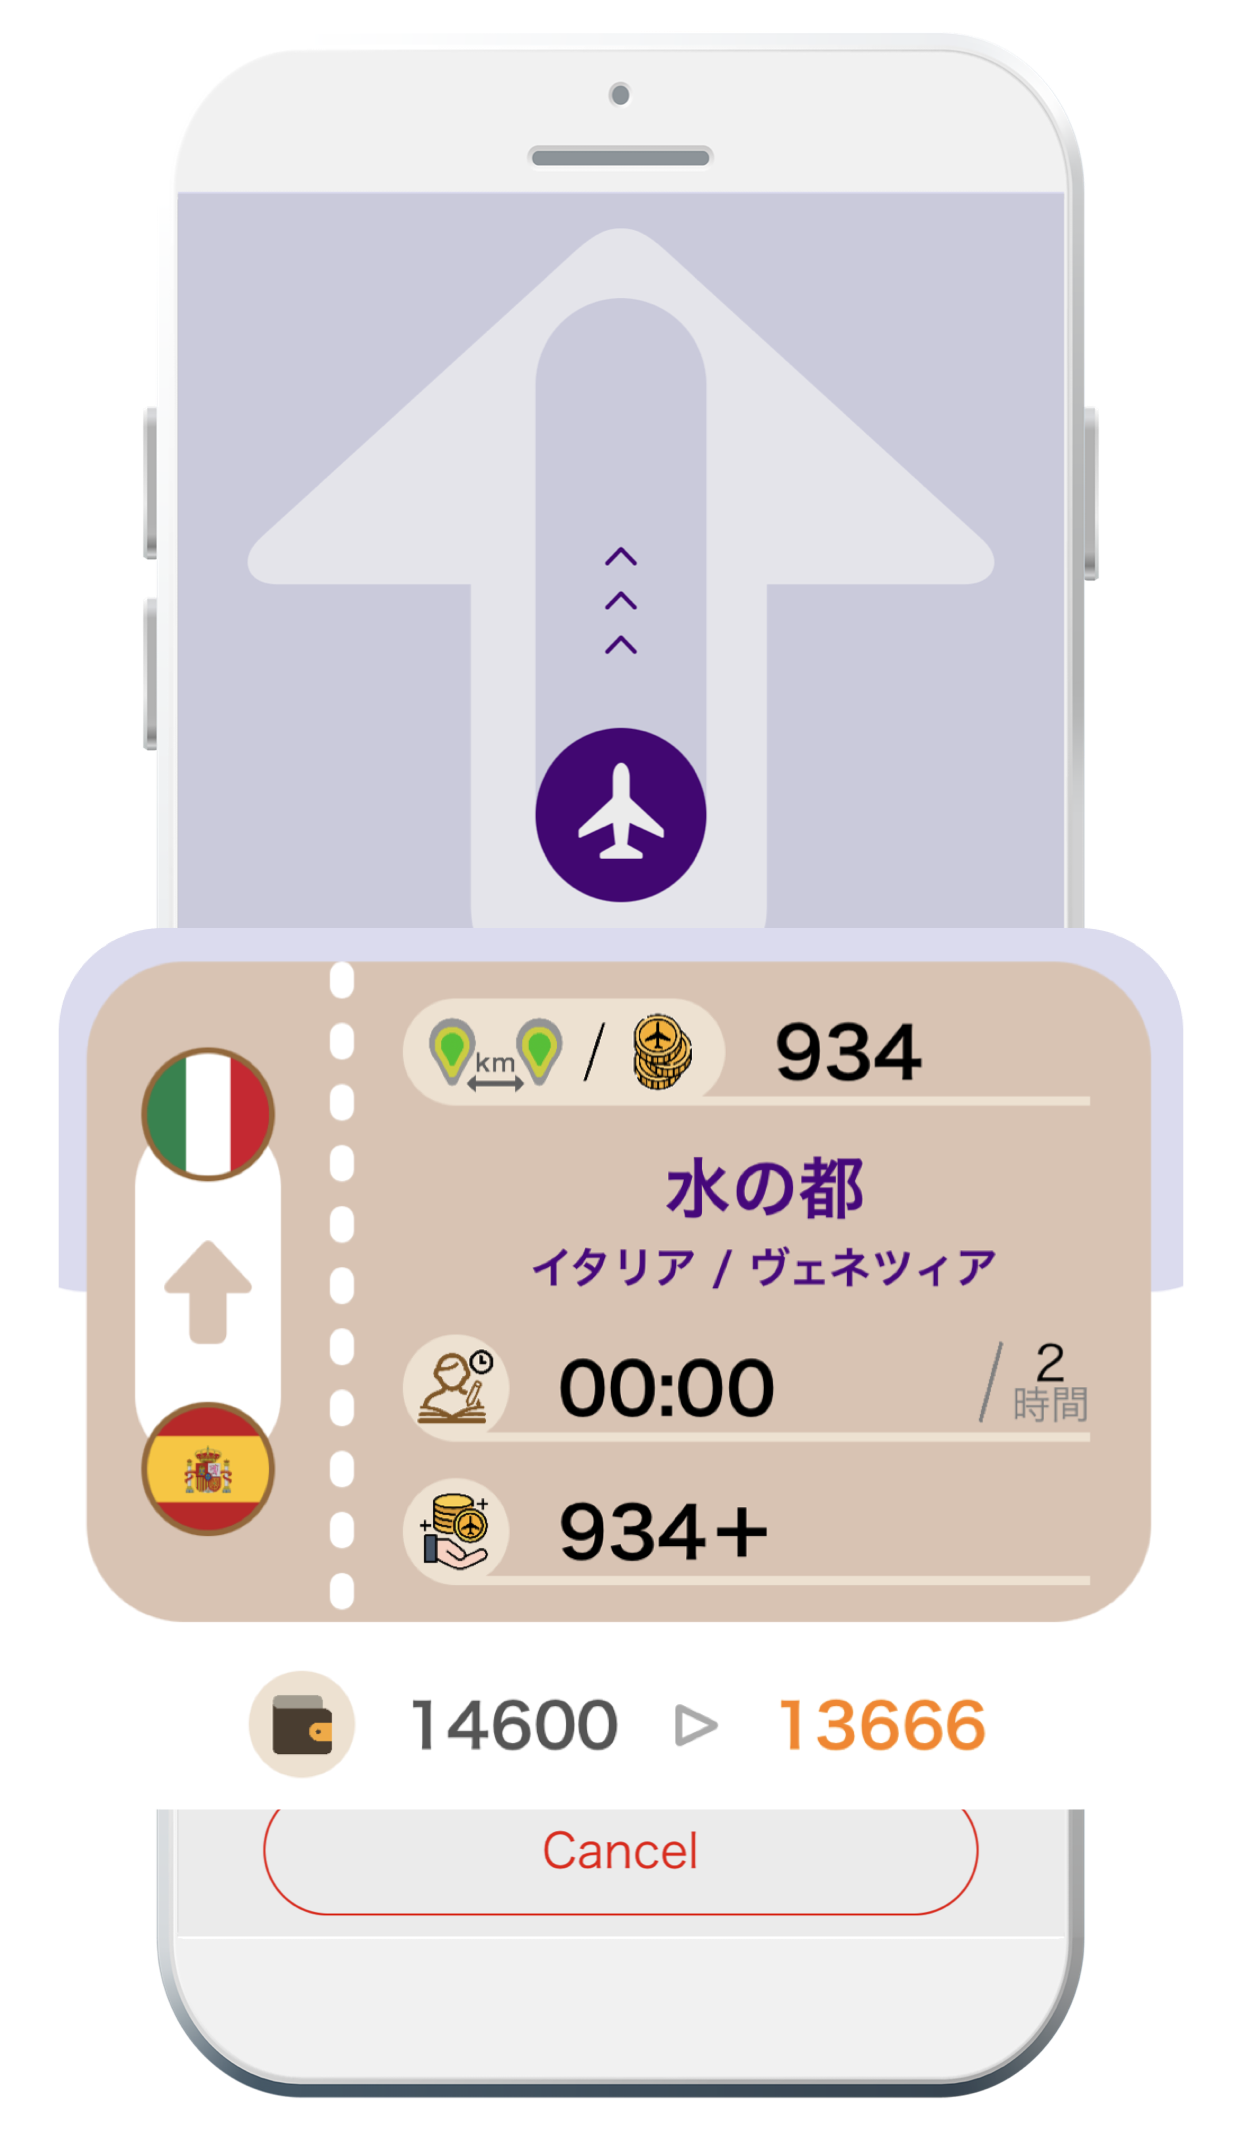 km / 934
水の都
イタリア / ヴェネツィア
00:00 / 2時間
934+
14600 ▷ 13666
Cancel